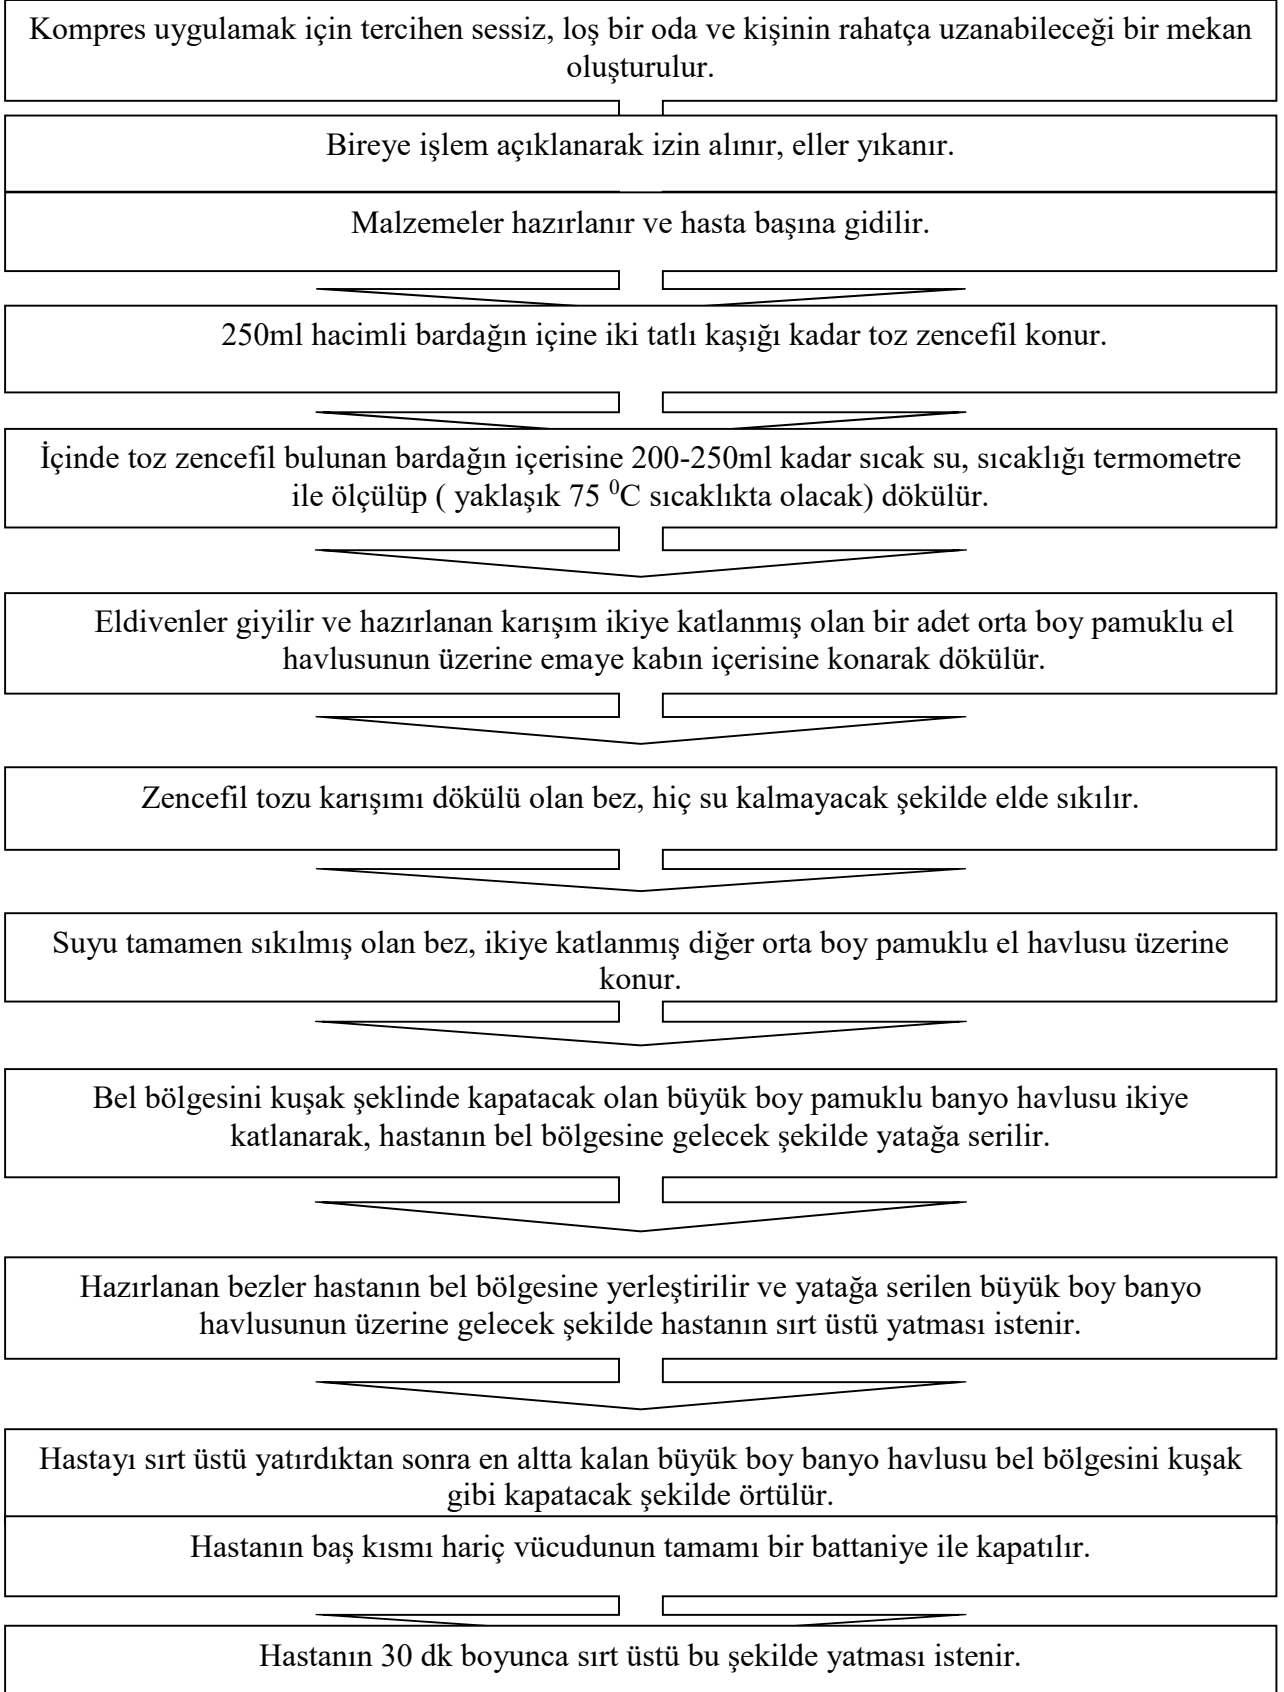 Kompres uygulamak için tercihen sessiz, loş bir oda ve kişinin rahatça uzanabileceği bir mekan
oluşturulur.
Bireye işlem açıklanarak izin alınır, eller yıkanır.
Malzemeler hazırlanır ve hasta başına gidilir.
250ml hacimli bardağın içine iki tatlı kaşığı kadar toz zencefil konur.
İçinde toz zencefil bulunan bardağın içerisine 200-250ml kadar sıcak su, sıcaklığı termometre
ile ölçülüp ( yaklaşık 75 ⁰C sıcaklıkta olacak) dökülür.
Eldivenler giyilir ve hazırlanan karışım ikiye katlanmış olan bir adet orta boy pamuklu el
havlusunun üzerine emaye kabın içerisine konarak dökülür.
Zencefil tozu karışımı dökülü olan bez, hiç su kalmayacak şekilde elde sıkılır.
Suyu tamamen sıkılmış olan bez, ikiye katlanmış diğer orta boy pamuklu el havlusu üzerine
konur.
Bel bölgesini kuşak şeklinde kapatacak olan büyük boy pamuklu banyo havlusu ikiye
katlanarak, hastanın bel bölgesine gelecek şekilde yatağa serilir.
Hazırlanan bezler hastanın bel bölgesine yerleştirilir ve yatağa serilen büyük boy banyo
havlusunun üzerine gelecek şekilde hastanın sırt üstü yatması istenir.
Hastayı sırt üstü yatırdıktan sonra en altta kalan büyük boy banyo havlusu bel bölgesini kuşak
gibi kapatacak şekilde örtülür.
Hastanın baş kısmı hariç vücudunun tamamı bir battaniye ile kapatılır.
Hastanın 30 dk boyunca sırt üstü bu şekilde yatması istenir.